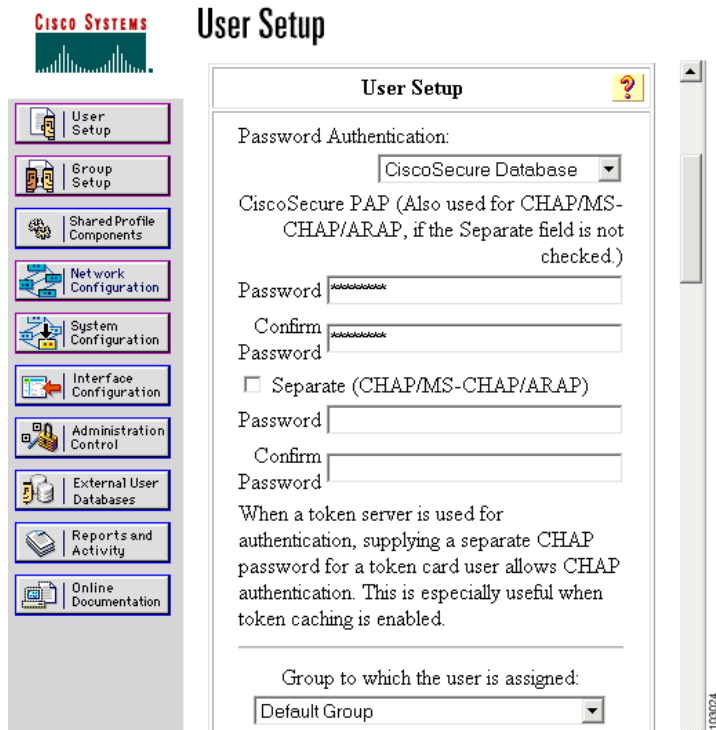 CISCO SYSTEMS
User Setup
User
Setup
Group
Setup
Shared Profile
Components
Network
Configuration
System
Configuration
Interface
Configuration
Administration
Control
External User
Databases
Reports and
Activity
Online
Documentation
User Setup
?
Password Authentication:
CiscoSecure Database
CiscoSecure PAP (Also used for CHAP/MS-
CHAP/ARAP, if the Separate field is not
checked.)
Password *********
Confirm
Password *********
Separate (CHAP/MS-CHAP/ARAP)
Password
Confirm
Password
When a token server is used for
authentication, supplying a separate CHAP
password for a token card user allows CHAP
authentication. This is especially useful when
token caching is enabled.
Group to which the user is assigned:
Default Group
103024